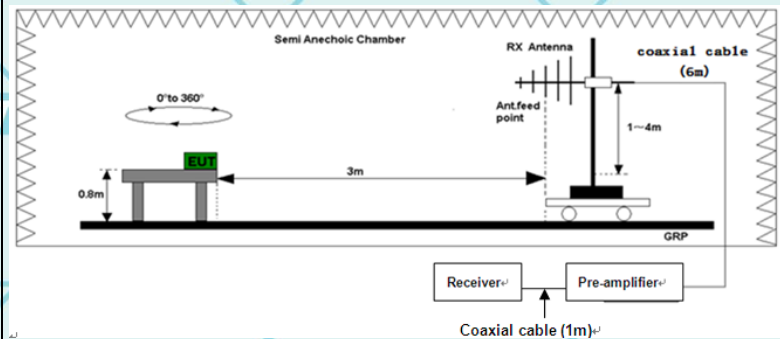 Semi Anechoic Chamber
RX Antenna
coaxial cable
(6m)
0°to 360°
Ant.feed
point
1~4m
EUT
3m
0.8m
GRP
Receiver↵
Pre-amplifier↵
Coaxial cable (1m)↵
↵